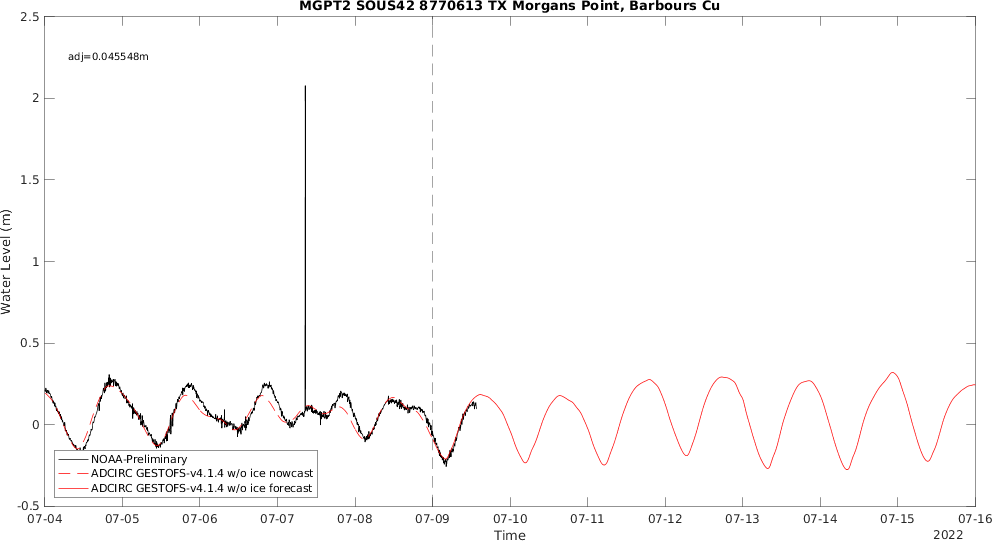 MGPT2 SOUS42 8770613 TX Morgans Point, Barbours Cu
2.5
adj=0.045548m
2
1.5
1
0.5
0
-0.5
Water Level (m)
NOAA-Preliminary
ADCIRC GESTOFS-v4.1.4 w/o ice nowcast
ADCIRC GESTOFS-v4.1.4 w/o ice forecast
07-04 07-05 07-06 07-07 07-08 07-09 07-10 07-11 07-12 07-13 07-14 07-15 07-16
Time
2022